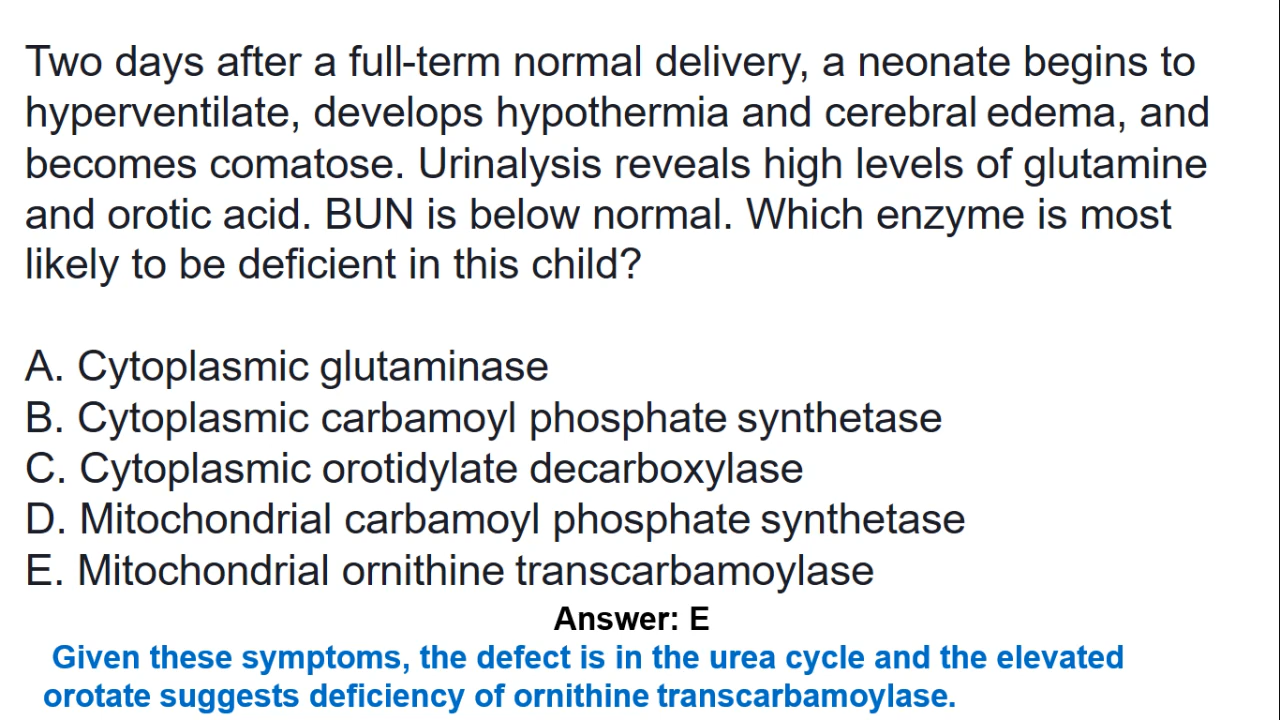 Two days after a full-term normal delivery, a neonate begins to
hyperventilate, develops hypothermia and cerebral edema, and
becomes comatose. Urinalysis reveals high levels of glutamine
and orotic acid. BUN is below normal. Which enzyme is most
likely to be deficient in this child?
A. Cytoplasmic glutaminase
B. Cytoplasmic carbamoyl phosphate synthetase
C. Cytoplasmic orotidylate decarboxylase
D. Mitochondrial carbamoyl phosphate synthetase
E. Mitochondrial ornithine transcarbamoylase
Answer: E
Given these symptoms, the defect is in the urea cycle and the elevated
orotate suggests deficiency of ornithine transcarbamoylase.